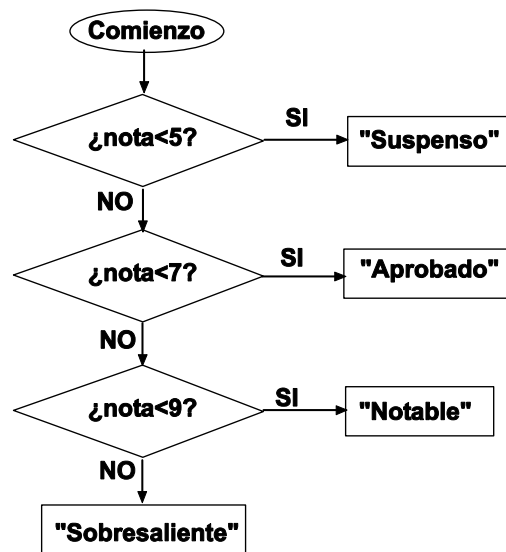 Comienzo
¿nota<5?
SI
"Suspenso"
NO
¿nota<7?
SI
"Aprobado"
NO
¿nota<9?
SI
"Notable"
NO
"Sobresaliente"